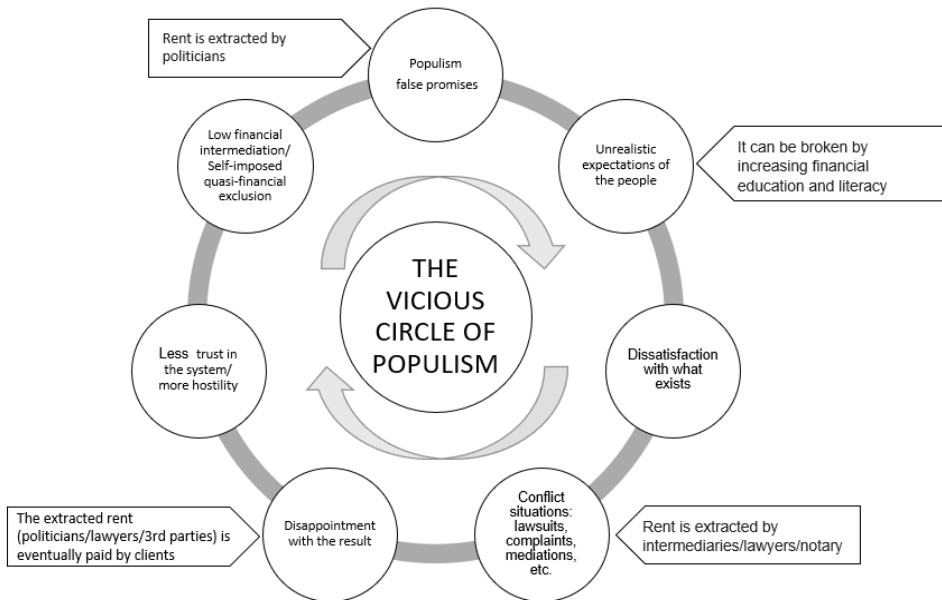 Rent is extracted by
politicians
Populism
false promises
Low financial
intermediation/
Self-imposed
quasi-financial
exclusion
Unrealistic
expectations of
the people
It can be broken by
increasing financial
education and literacy
THE
VICIOUS
CIRCLE OF
POPULISM
Less trust in
the system/
more hostility
Dissatisfaction
with what
exists
The extracted rent
(politicians/lawyers/3rd parties) is
eventually paid by clients
Disappointment
with the result
Conflict
situations:
lawsuits,
complaints,
mediations,
etc.
Rent is extracted by
intermediaries/lawyers/notary